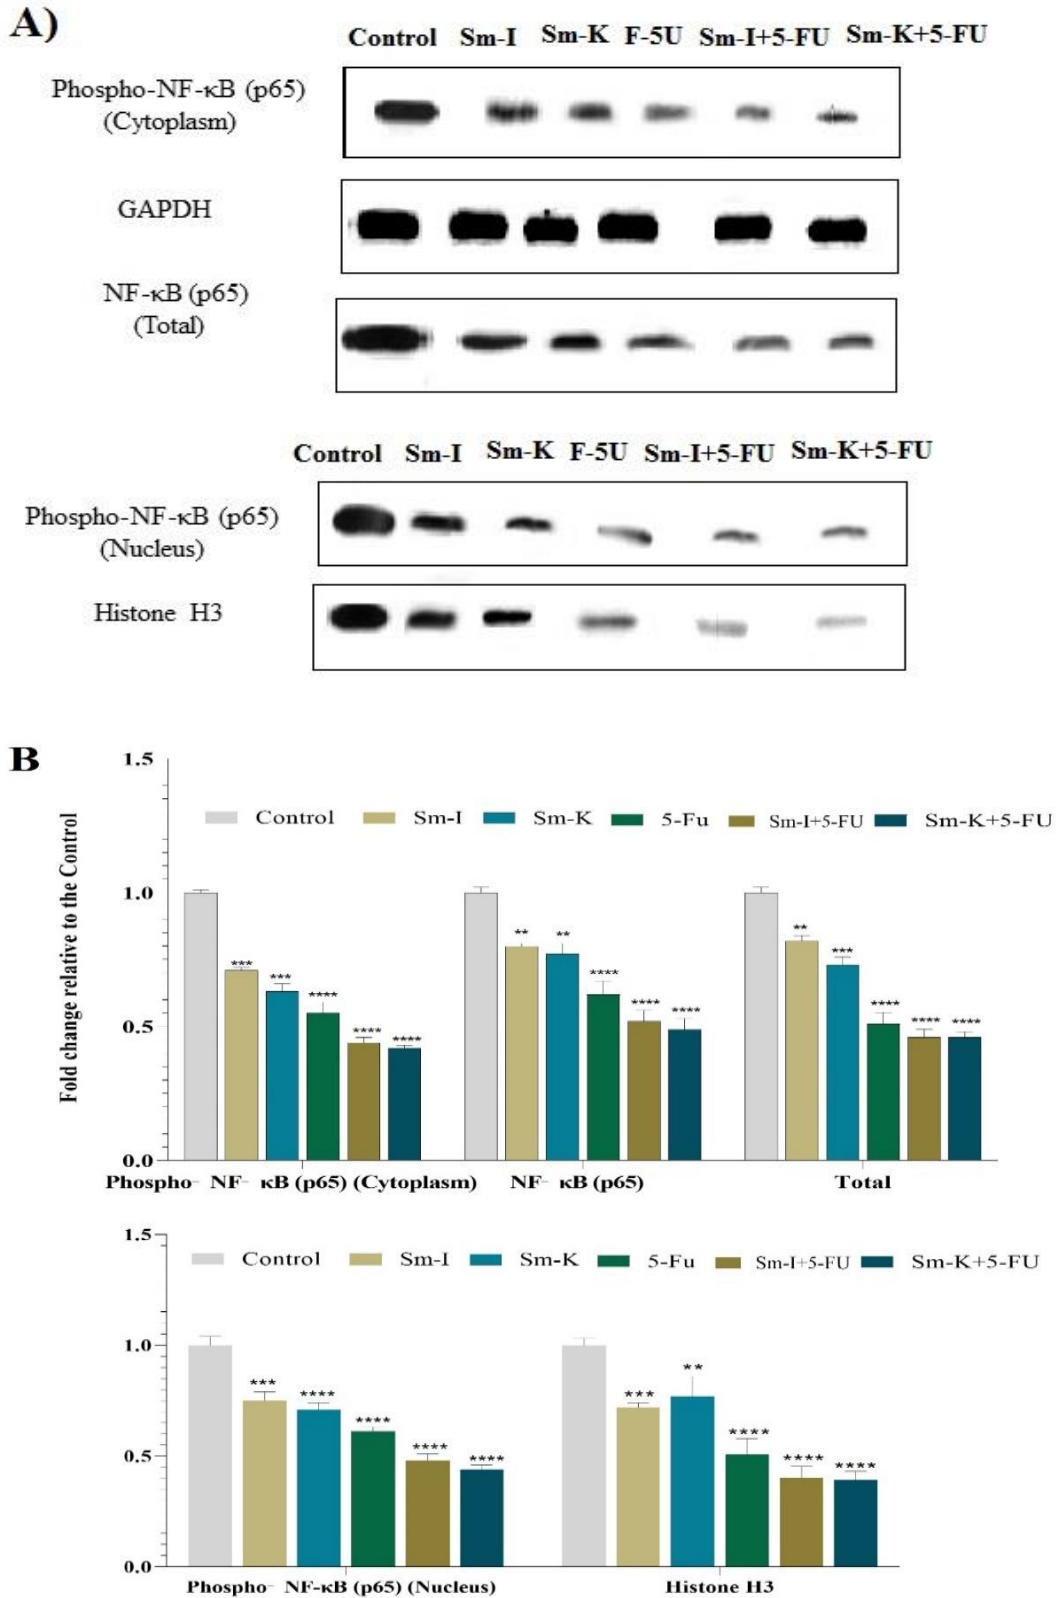 A)
Control Sm-I Sm-K F-5U Sm-I+5-FU Sm-K+5-FU
Phospho-NF-κB (p65)
(Cytoplasm)
GAPDH
NF-κB (p65)
(Total)
Control Sm-I Sm-K F-5U Sm-I+5-FU Sm-K+5-FU
Phospho-NF-κB (p65)
(Nucleus)
Histone H3
B
Fold change relative to the Control
1.5
Control Sm-I Sm-K 5-Fu Sm-I+5-FU Sm-K+5-FU
1.0
*** *** **** **** ****
** ** **** **** ****
** *** **** **** ****
0.5
0.0
Phospho- NF- κB (p65) (Cytoplasm) NF- κB (p65) Total
1.5
Control Sm-I Sm-K 5-Fu Sm-I+5-FU Sm-K+5-FU
1.0
*** **** **** **** ****
*** ** **** **** ****
0.5
0.0
Phospho- NF-κB (p65) (Nucleus) Histone H3